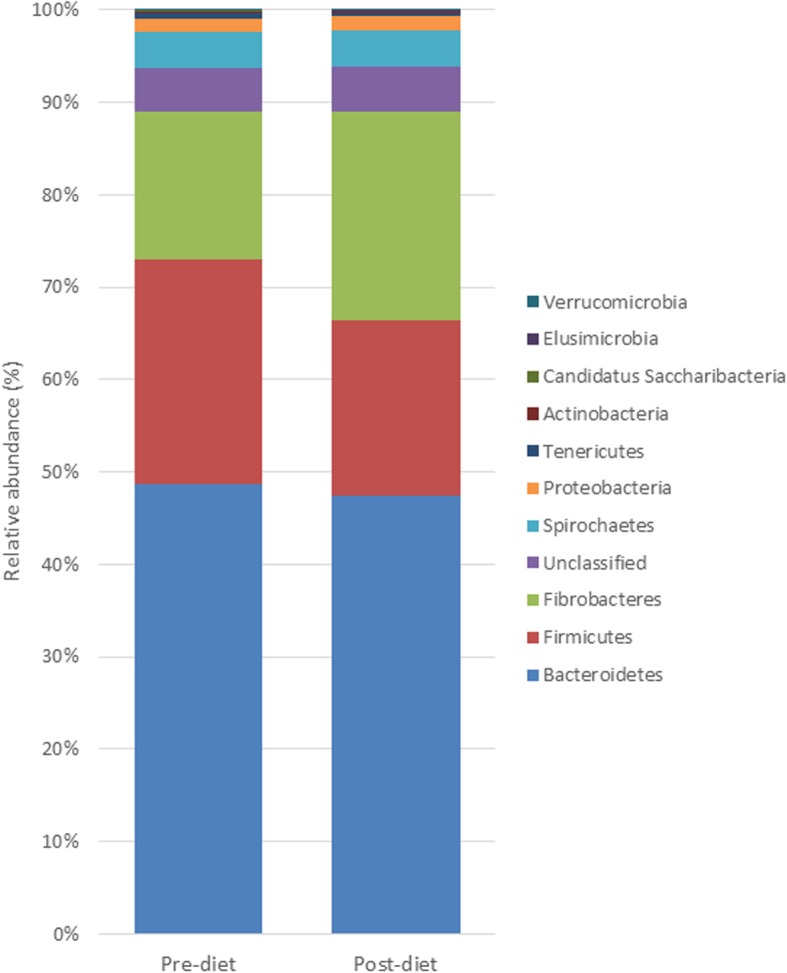 100%
90%
80%
70%
60%
50%
40%
30%
20%
10%
0%
Relative abundance (%)
Pre-diet
Post-diet
Verrucomicrobia
Elusimicrobia
Candidatus Saccharibacteria
Actinobacteria
Tenericutes
Proteobacteria
Spirochaetes
Unclassified
Fibrobacteres
Firmicutes
Bacteroidetes